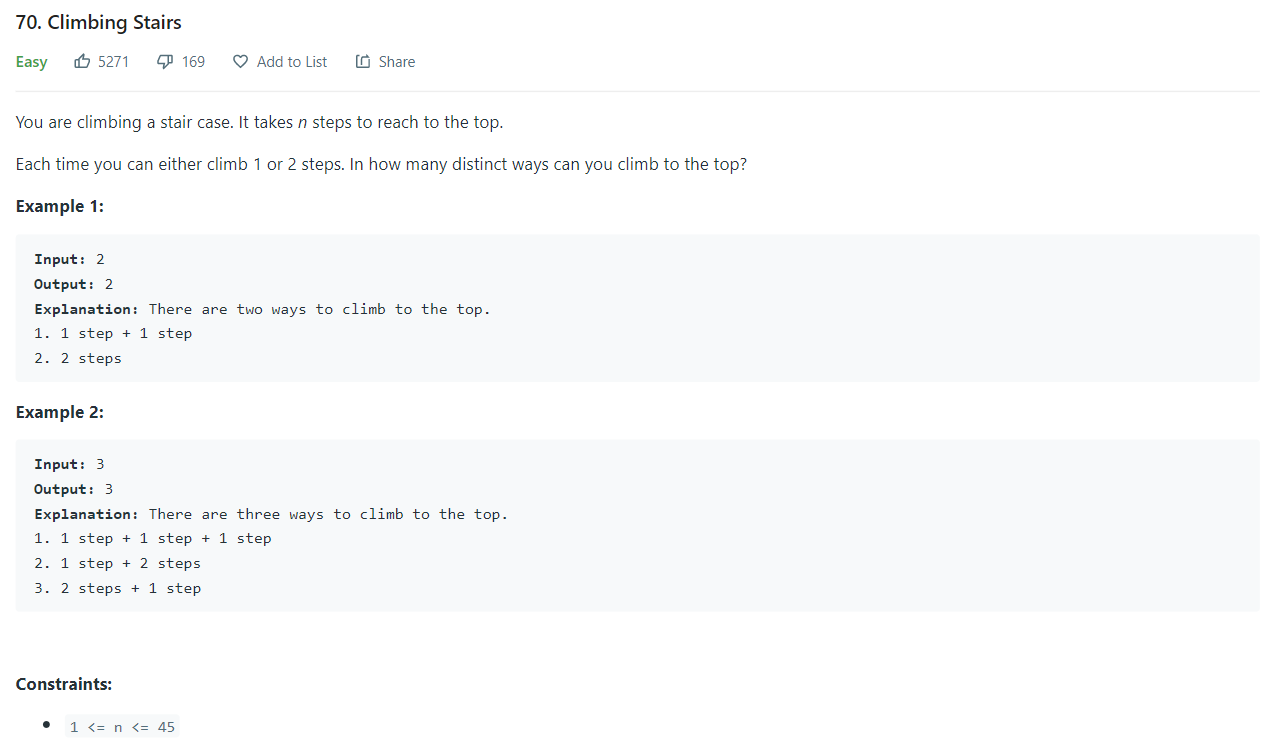 70. Climbing Stairs
Easy 5271 169 Add to List Share
You are climbing a stair case. It takes n steps to reach to the top.
Each time you can either climb 1 or 2 steps. In how many distinct ways can you climb to the top?
Example 1:
Input: 2
Output: 2
Explanation: There are two ways to climb to the top.
1. 1 step + 1 step
2. 2 steps
Example 2:
Input: 3
Output: 3
Explanation: There are three ways to climb to the top.
1. 1 step + 1 step + 1 step
2. 1 step + 2 steps
3. 2 steps + 1 step
Constraints:
• 1 <= n <= 45